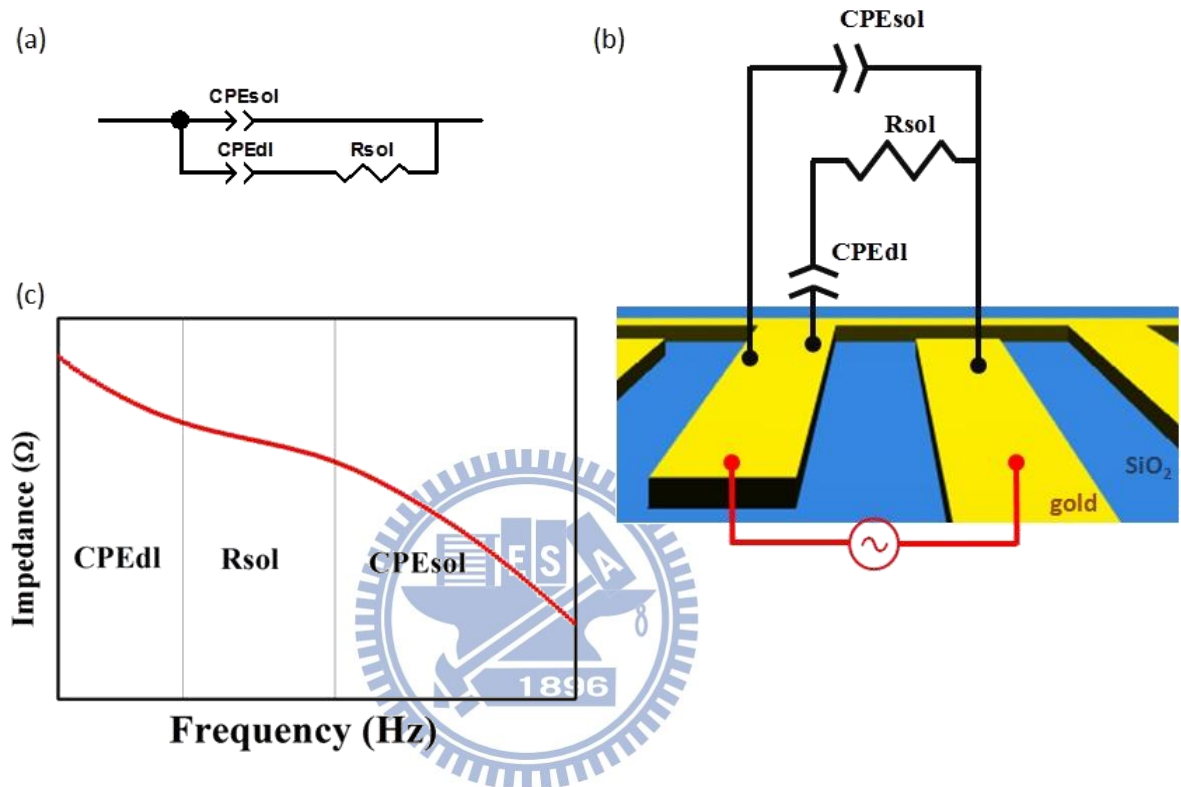 (a)
CPEsol
CPEdl
Rsol
(b)
CPEsol
Rsol
CPEdl
SiO₂
gold
(c)
Impedance (Ω)
CPEdl
Rsol
CPEsol
Frequency (Hz)
E S A
1896